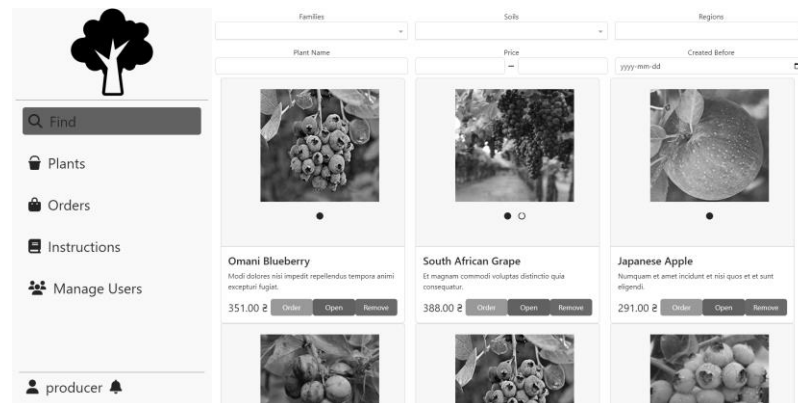 Find
Plants
Orders
Instructions
Manage Users
producer
Families
Soils
Regions
Plant Name
Price
Created Before
–
yyyy-mm-dd
Omani Blueberry
Modi dolores nisi impedit repellendus tempora animi
excepturi fugiat.
351.00 ₴ Order Open Remove
South African Grape
Et magnam commodi voluptas distinctio quia
consequatur.
388.00 ₴ Order Open Remove
Japanese Apple
Numquam et amet incidunt et nisi quos et et sunt
eligendi.
291.00 ₴ Order Open Remove